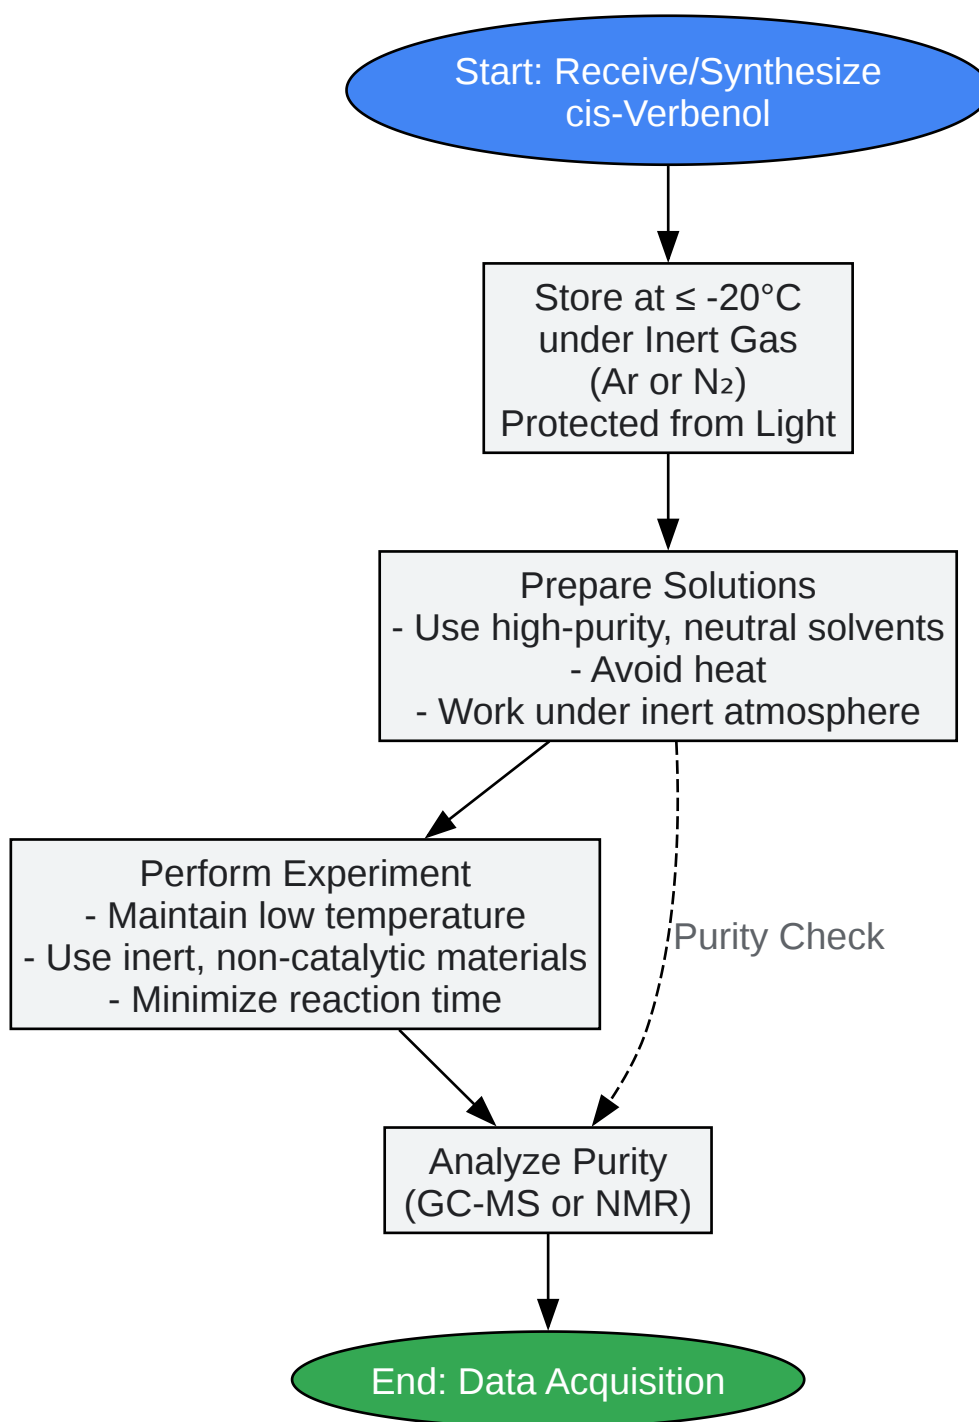 Start: Receive/Synthesize
cis-Verbenol
Store at ≤ -20°C
under Inert Gas
(Ar or N₂)
Protected from Light
Prepare Solutions
- Use high-purity, neutral solvents
- Avoid heat
- Work under inert atmosphere
Perform Experiment
- Maintain low temperature
- Use inert, non-catalytic materials
- Minimize reaction time
Purity Check
Analyze Purity
(GC-MS or NMR)
End: Data Acquisition